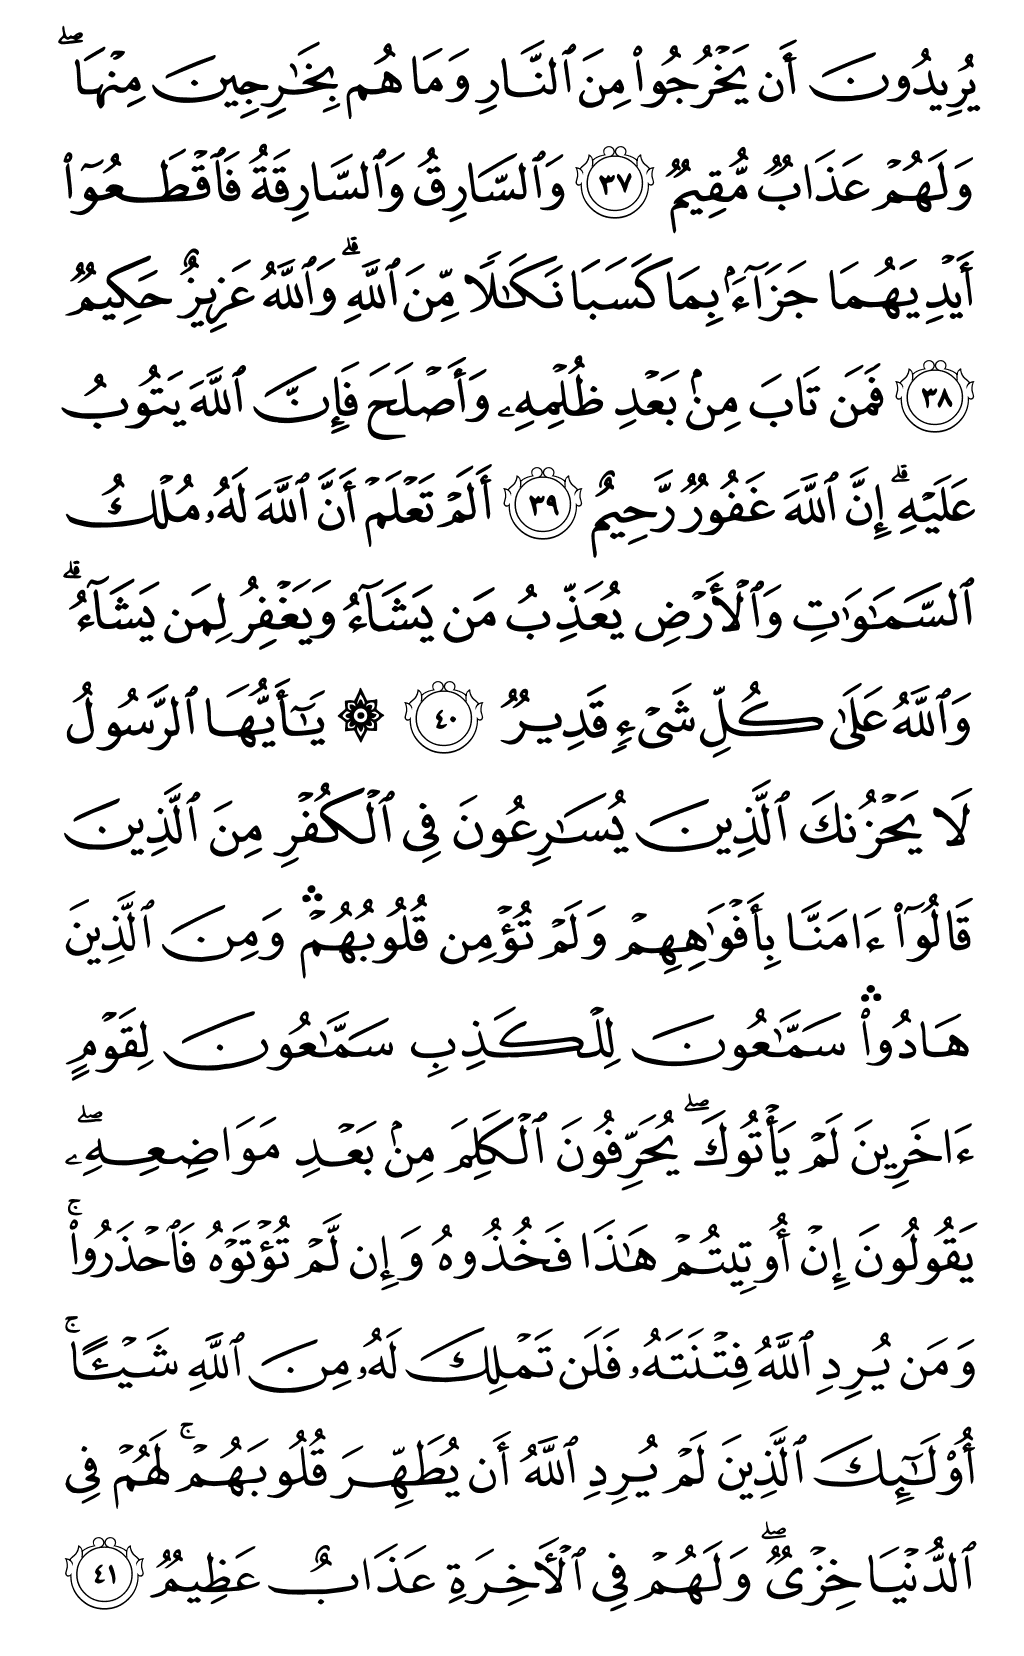 يُرِيدُونَ أَن يَخْرُجُوا۟ مِنَ ٱلنَّارِ وَمَا هُم بِخَـٰرِجِينَ مِنْهَا ۖ
وَلَهُمْ عَذَابٌ مُّقِيمٌ ٣٧ وَٱلسَّارِقُ وَٱلسَّارِقَةُ فَٱقْطَعُوٓا۟
أَيْدِيَهُمَا جَزَآءًۢ بِمَا كَسَبَا نَكَـٰلًا مِّنَ ٱللَّهِ ۗ وَٱللَّهُ عَزِيزٌ حَكِيمٌ
٣٨ فَمَن تَابَ مِنۢ بَعْدِ ظُلْمِهِۦ وَأَصْلَحَ فَإِنَّ ٱللَّهَ يَتُوبُ
عَلَيْهِ ۗ إِنَّ ٱللَّهَ غَفُورٌ رَّحِيمٌ ٣٩ أَلَمْ تَعْلَمْ أَنَّ ٱللَّهَ لَهُۥ مُلْكُ
ٱلسَّمَـٰوَٰتِ وَٱلْأَرْضِ يُعَذِّبُ مَن يَشَآءُ وَيَغْفِرُ لِمَن يَشَآءُ ۗ
وَٱللَّهُ عَلَىٰ كُلِّ شَىْءٍ قَدِيرٌ ٤٠ ۞ يَـٰٓأَيُّهَا ٱلرَّسُولُ
لَا يَحْزُنكَ ٱلَّذِينَ يُسَـٰرِعُونَ فِى ٱلْكُفْرِ مِنَ ٱلَّذِينَ
قَالُوٓا۟ ءَامَنَّا بِأَفْوَٰهِهِمْ وَلَمْ تُؤْمِن قُلُوبُهُمْ ۛ وَمِنَ ٱلَّذِينَ
هَادُوا۟ ۛ سَمَّـٰعُونَ لِلْكَذِبِ سَمَّـٰعُونَ لِقَوْمٍ
ءَاخَرِينَ لَمْ يَأْتُوكَ ۖ يُحَرِّفُونَ ٱلْكَلِمَ مِنۢ بَعْدِ مَوَاضِعِهِۦ ۖ
يَقُولُونَ إِنْ أُوتِيتُمْ هَـٰذَا فَخُذُوهُ وَإِن لَّمْ تُؤْتَوْهُ فَٱحْذَرُوا۟ ۚ
وَمَن يُرِدِ ٱللَّهُ فِتْنَتَهُۥ فَلَن تَمْلِكَ لَهُۥ مِنَ ٱللَّهِ شَيْـًٔا ۚ
أُو۟لَـٰٓئِكَ ٱلَّذِينَ لَمْ يُرِدِ ٱللَّهُ أَن يُطَهِّرَ قُلُوبَهُمْ ۚ لَهُمْ فِى
ٱلدُّنْيَا خِزْىٌ ۖ وَلَهُمْ فِى ٱلْـَٔاخِرَةِ عَذَابٌ عَظِيمٌ ٤١